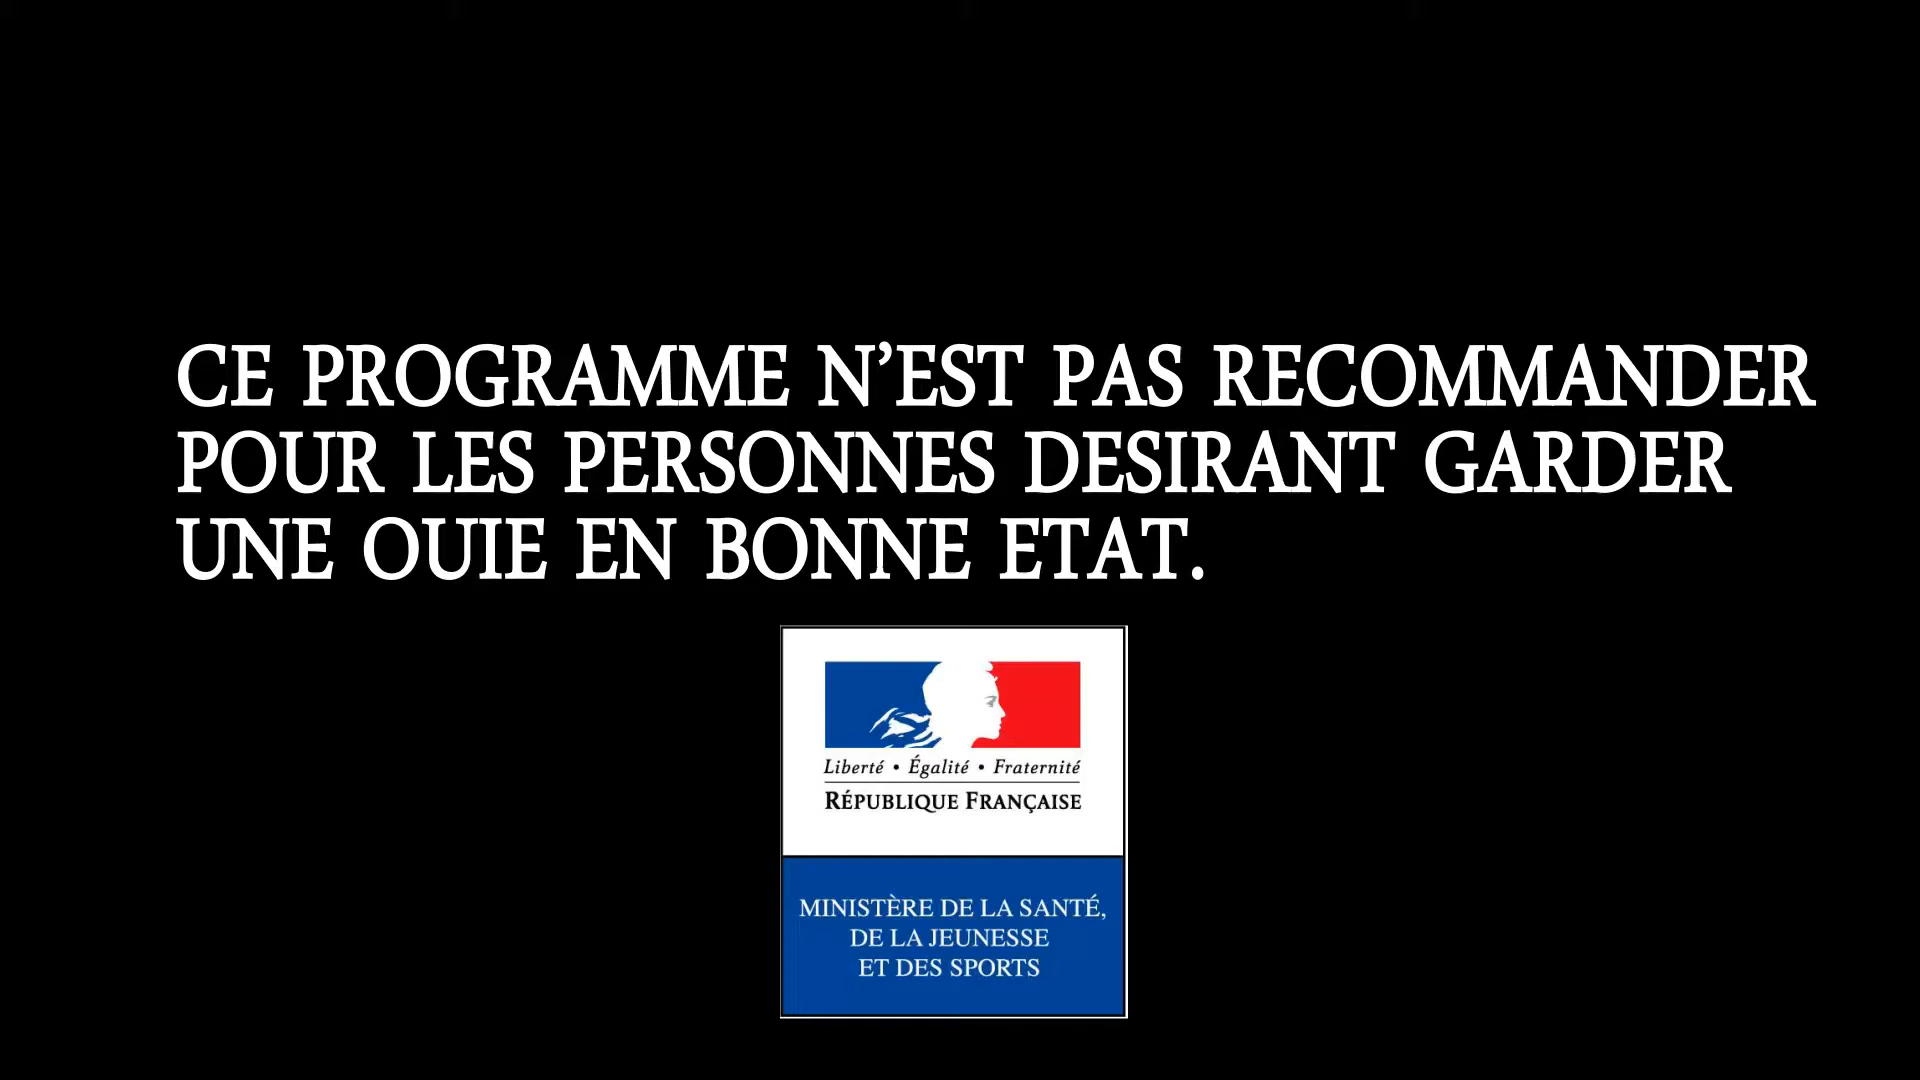 CE PROGRAMME N'EST PAS RECOMMANDER
POUR LES PERSONNES DESIRANT GARDER
UNE OUIE EN BONNE ETAT.
Liberté • Égalité • Fraternité
RÉPUBLIQUE FRANÇAISE
MINISTÈRE DE LA SANTÉ,
DE LA JEUNESSE
ET DES SPORTS